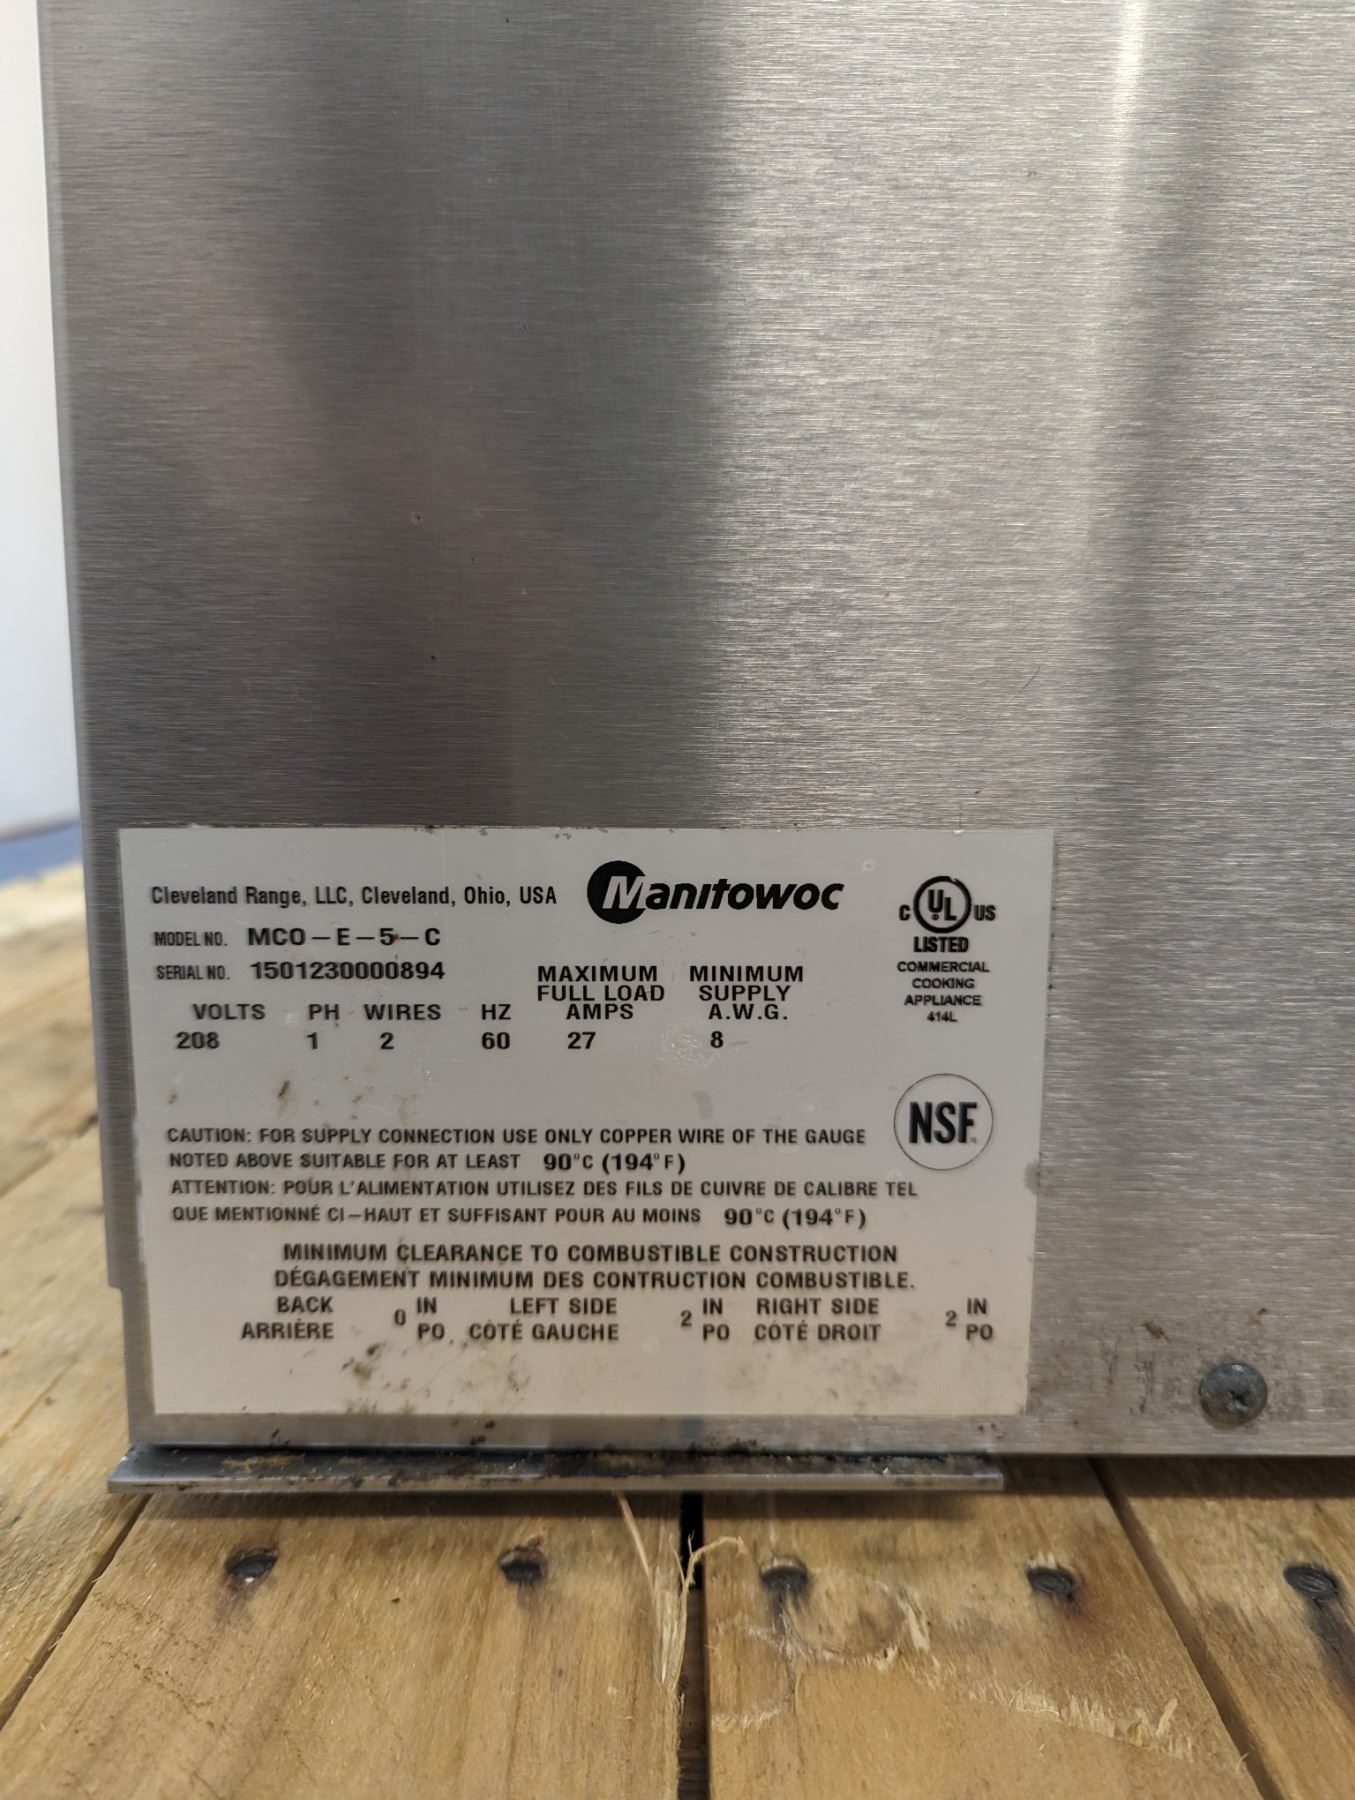 Cleveland Range, LLC, Cleveland, Ohio, USA Manitowoc
MODEL NO. MCO – E – 5 – C
SERIAL NO. 1501230000894
VOLTS PH WIRES HZ MAXIMUM FULL LOAD AMPS MINIMUM SUPPLY A.W.G.
208 1 2 60 27 8
C UL US
LISTED
COMMERCIAL
COOKING
APPLIANCE
414L
NSF
CAUTION: FOR SUPPLY CONNECTION USE ONLY COPPER WIRE OF THE GAUGE
NOTED ABOVE SUITABLE FOR AT LEAST 90°C (194°F)
ATTENTION: POUR L'ALIMENTATION UTILISEZ DES FILS DE CUIVRE DE CALIBRE TEL
QUE MENTIONNÉ CI–HAUT ET SUFFISANT POUR AU MOINS 90°C (194°F)
MINIMUM CLEARANCE TO COMBUSTIBLE CONSTRUCTION
DÉGAGEMENT MINIMUM DES CONTRUCTION COMBUSTIBLE.
BACK 0 IN LEFT SIDE 2 IN RIGHT SIDE 2 IN
ARRIÈRE PO CÔTÉ GAUCHE PO CÔTÉ DROIT PO